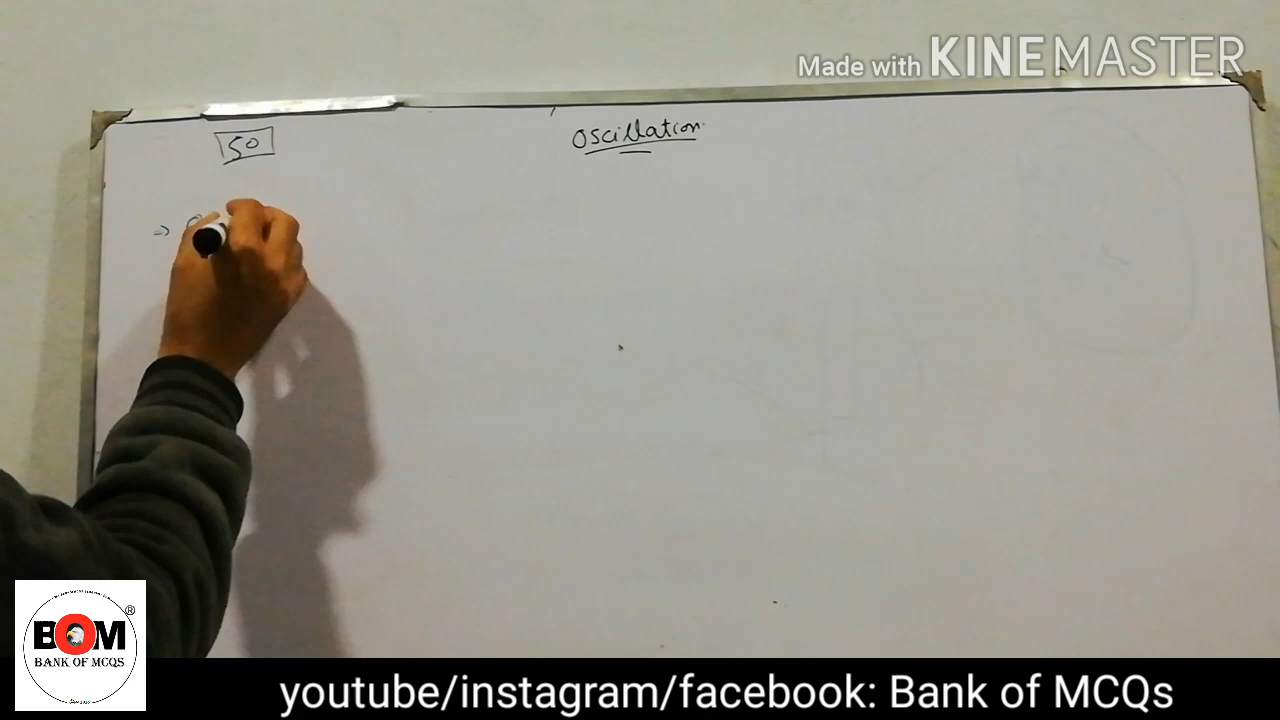 Made with KINEMASTER
50
Oscillation
⇒
BOM ®
BANK OF MCQS
youtube/instagram/facebook: Bank of MCQs